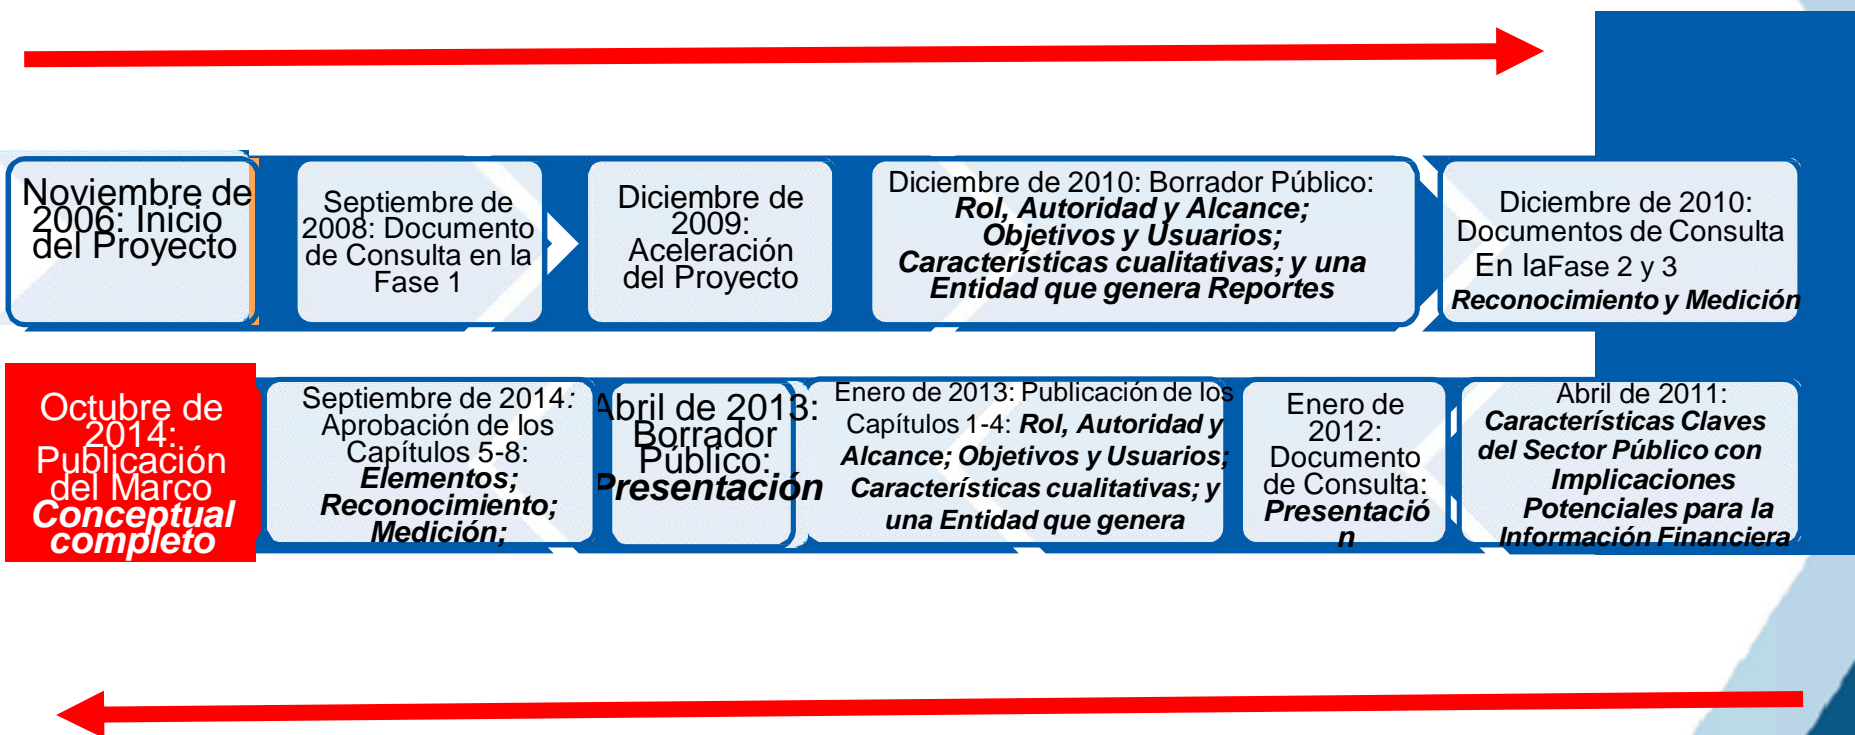 Noviembre de
2006: Inicio
del Proyecto
Septiembre de
2008: Documento
de Consulta en la
Fase 1
Diciembre de
2009:
Aceleración
del Proyecto
Diciembre de 2010: Borrador Público:
Rol, Autoridad y Alcance;
Objetivos y Usuarios;
Características cualitativas; y una
Entidad que genera Reportes
Diciembre de 2010:
Documentos de Consulta
En laFase 2 y 3
Reconocimiento y Medición
Octubre de
2014:
Publicación
del Marco
Conceptual
completo
Septiembre de 2014:
Aprobación de los
Capítulos 5-8:
Elementos;
Reconocimiento;
Medición;
Abril de 2013:
Borrador
Público:
Presentación
Enero de 2013: Publicación de los
Capítulos 1-4: Rol, Autoridad y
Alcance; Objetivos y Usuarios;
Características cualitativas; y
una Entidad que genera
Enero de
2012:
Documento
de Consulta:
Presentació
n
Abril de 2011:
Características Claves
del Sector Público con
Implicaciones
Potenciales para la
Información Financiera